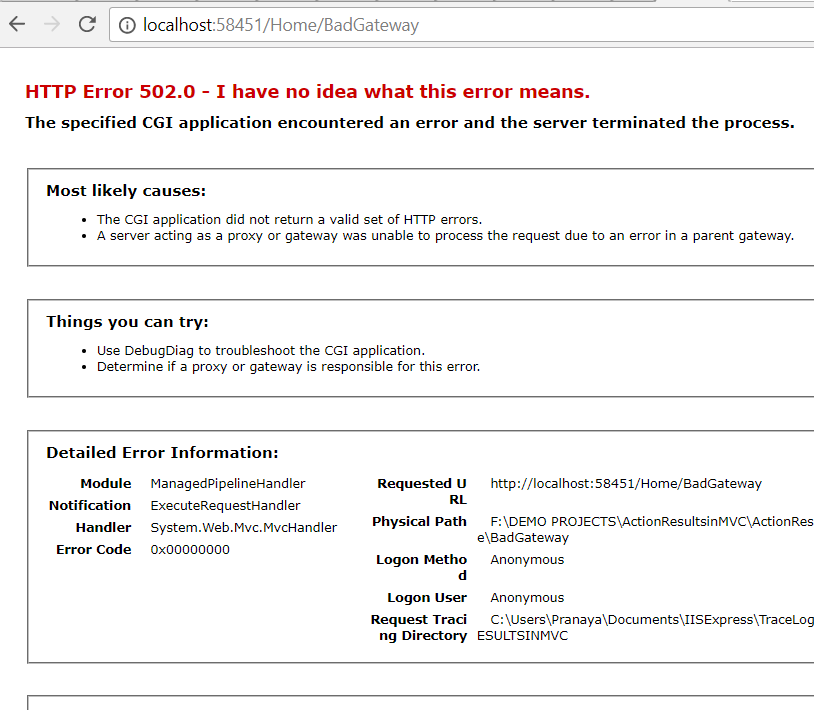 localhost:58451/Home/BadGateway
HTTP Error 502.0 - I have no idea what this error means.
The specified CGI application encountered an error and the server terminated the process.
Most likely causes:
• The CGI application did not return a valid set of HTTP errors.
• A server acting as a proxy or gateway was unable to process the request due to an error in a parent gateway.
Things you can try:
• Use DebugDiag to troubleshoot the CGI application.
• Determine if a proxy or gateway is responsible for this error.
Detailed Error Information:
Module ManagedPipelineHandler
Notification ExecuteRequestHandler
Handler System.Web.Mvc.MvcHandler
Error Code 0x00000000
Requested U http://localhost:58451/Home/BadGateway
RL
Physical Path F:\DEMO PROJECTS\ActionResultsinMVC\ActionRes
e\BadGateway
Logon Metho Anonymous
d
Logon User Anonymous
Request Traci C:\Users\Pranaya\Documents\IISExpress\TraceLog
ng Directory ESULTSINMVC